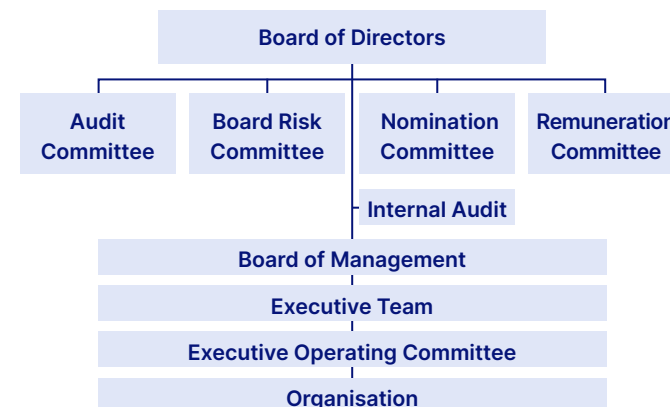 Board of Directors
Audit
Committee
Board Risk
Committee
Nomination
Committee
Remuneration
Committee
Internal Audit
Board of Management
Executive Team
Executive Operating Committee
Organisation